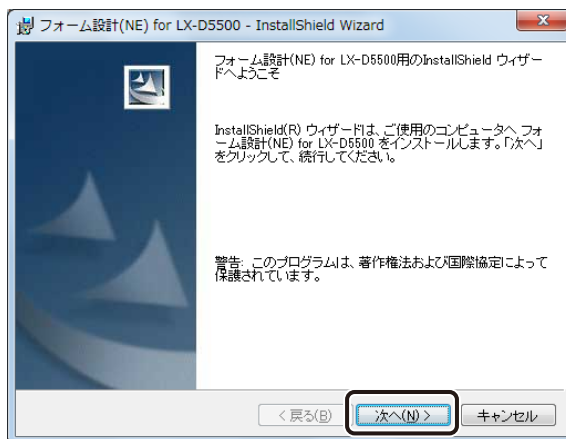 フォーム設計(NE) for LX-D5500 - InstallShield Wizard
フォーム設計(NE) for LX-D5500用のInstallShield ウィザー
ドへようこそ
InstallShield(R) ウィザードは、ご使用のコンピュータへ フォ
ーム設計(NE) for LX-D5500 をインストールします。「次へ」
をクリックして、続行してください。
警告: このプログラムは、著作権法および国際協定によって
保護されています。
< 戻る(B) 次へ(N) > キャンセル